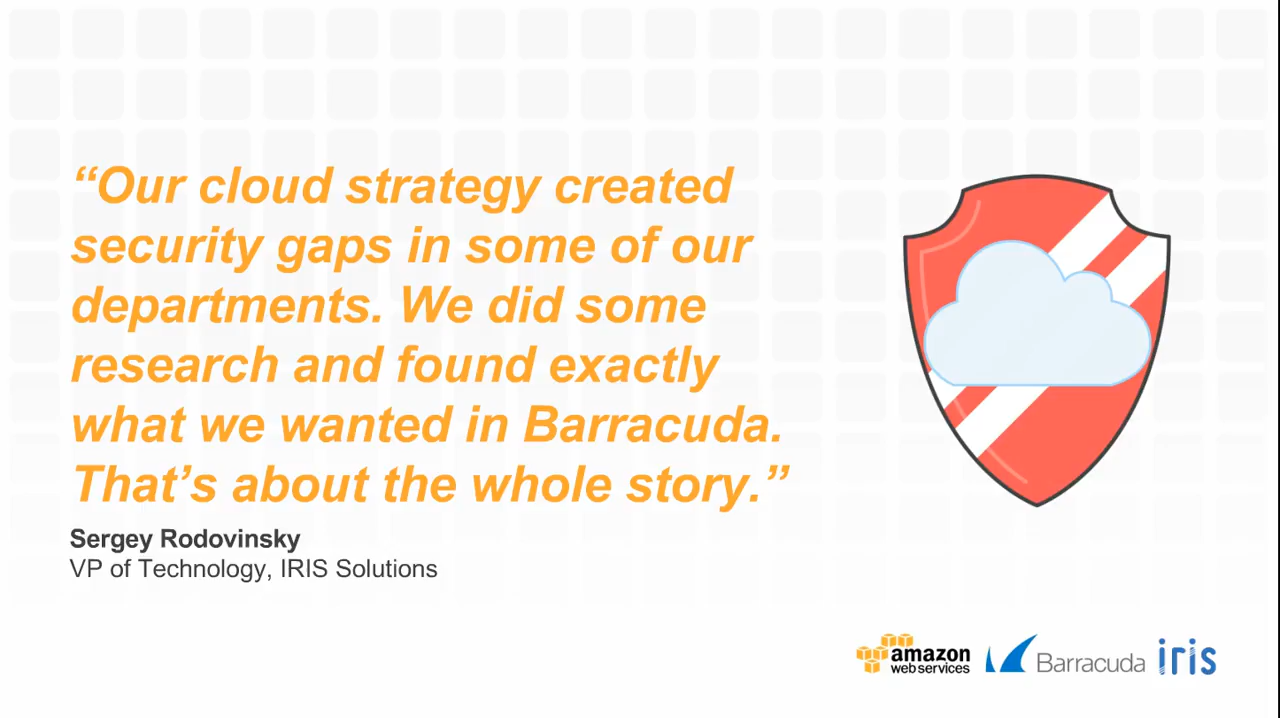 “Our cloud strategy created
security gaps in some of our
departments. We did some
research and found exactly
what we wanted in Barracuda.
That’s about the whole story.”
Sergey Rodovinsky
VP of Technology, IRIS Solutions
amazon
web services
Barracuda
iris